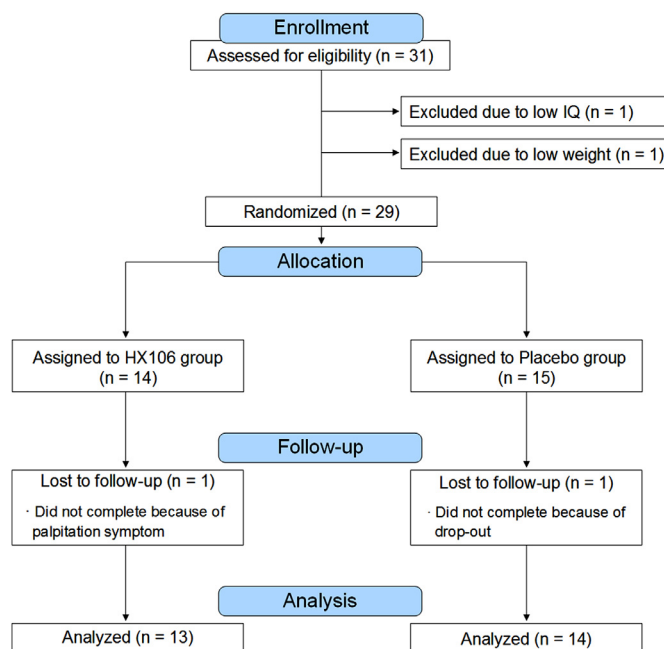 Enrollment
Assessed for eligibility (n = 31)
Excluded due to low IQ (n = 1)
Excluded due to low weight (n = 1)
Randomized (n = 29)
Allocation
Assigned to HX106 group
(n = 14)
Assigned to Placebo group
(n = 15)
Follow-up
Lost to follow-up (n = 1)
· Did not complete because of
palpitation symptom
Lost to follow-up (n = 1)
· Did not complete because of
drop-out
Analysis
Analyzed (n = 13)
Analyzed (n = 14)